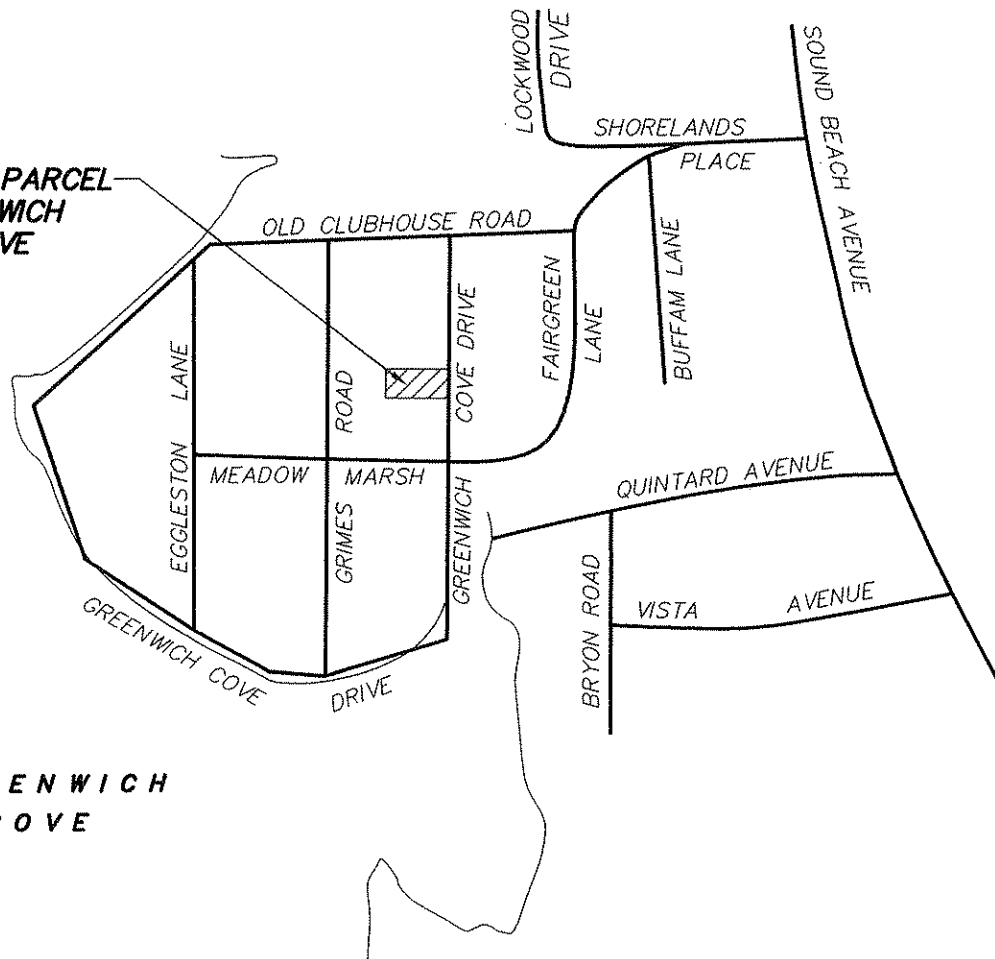 LOCKWOOD
DRIVE
SOUND BEACH AVENUE
SHORELANDS
PLACE
PARCEL
WICH
VE
OLD CLUBHOUSE ROAD
BUFFAM LANE
FAIRGREEN
LANE
COVE DRIVE
EGGLESTON LANE
ROAD
MEADOW MARSH
QUINTARD AVENUE
GRIMES
GREENWICH
BRYON ROAD
VISTA AVENUE
GREENWICH COVE
DRIVE
ENWICH
OVE